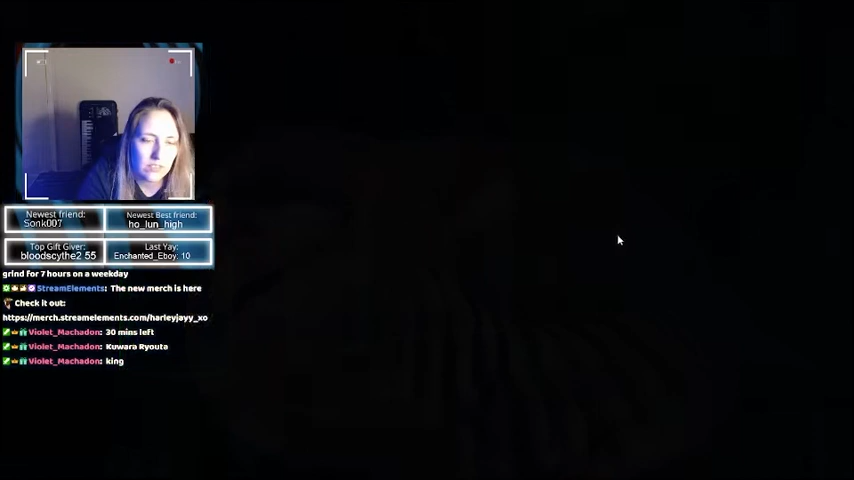 Newest friend:
Sonk007
Newest Best friend:
ho_lun_high
Top Gift Giver:
bloodscythe2 55
Last Yay:
Enchanted_Eboy: 10
grind for 7 hours on a weekday
StreamElements: The new merch is here
Check it out:
https://merch.streamelements.com/harleyjayy_xo
Violet_Machadon: 30 mins left
Violet_Machadon: Kuwara Ryouta
Violet_Machadon: king